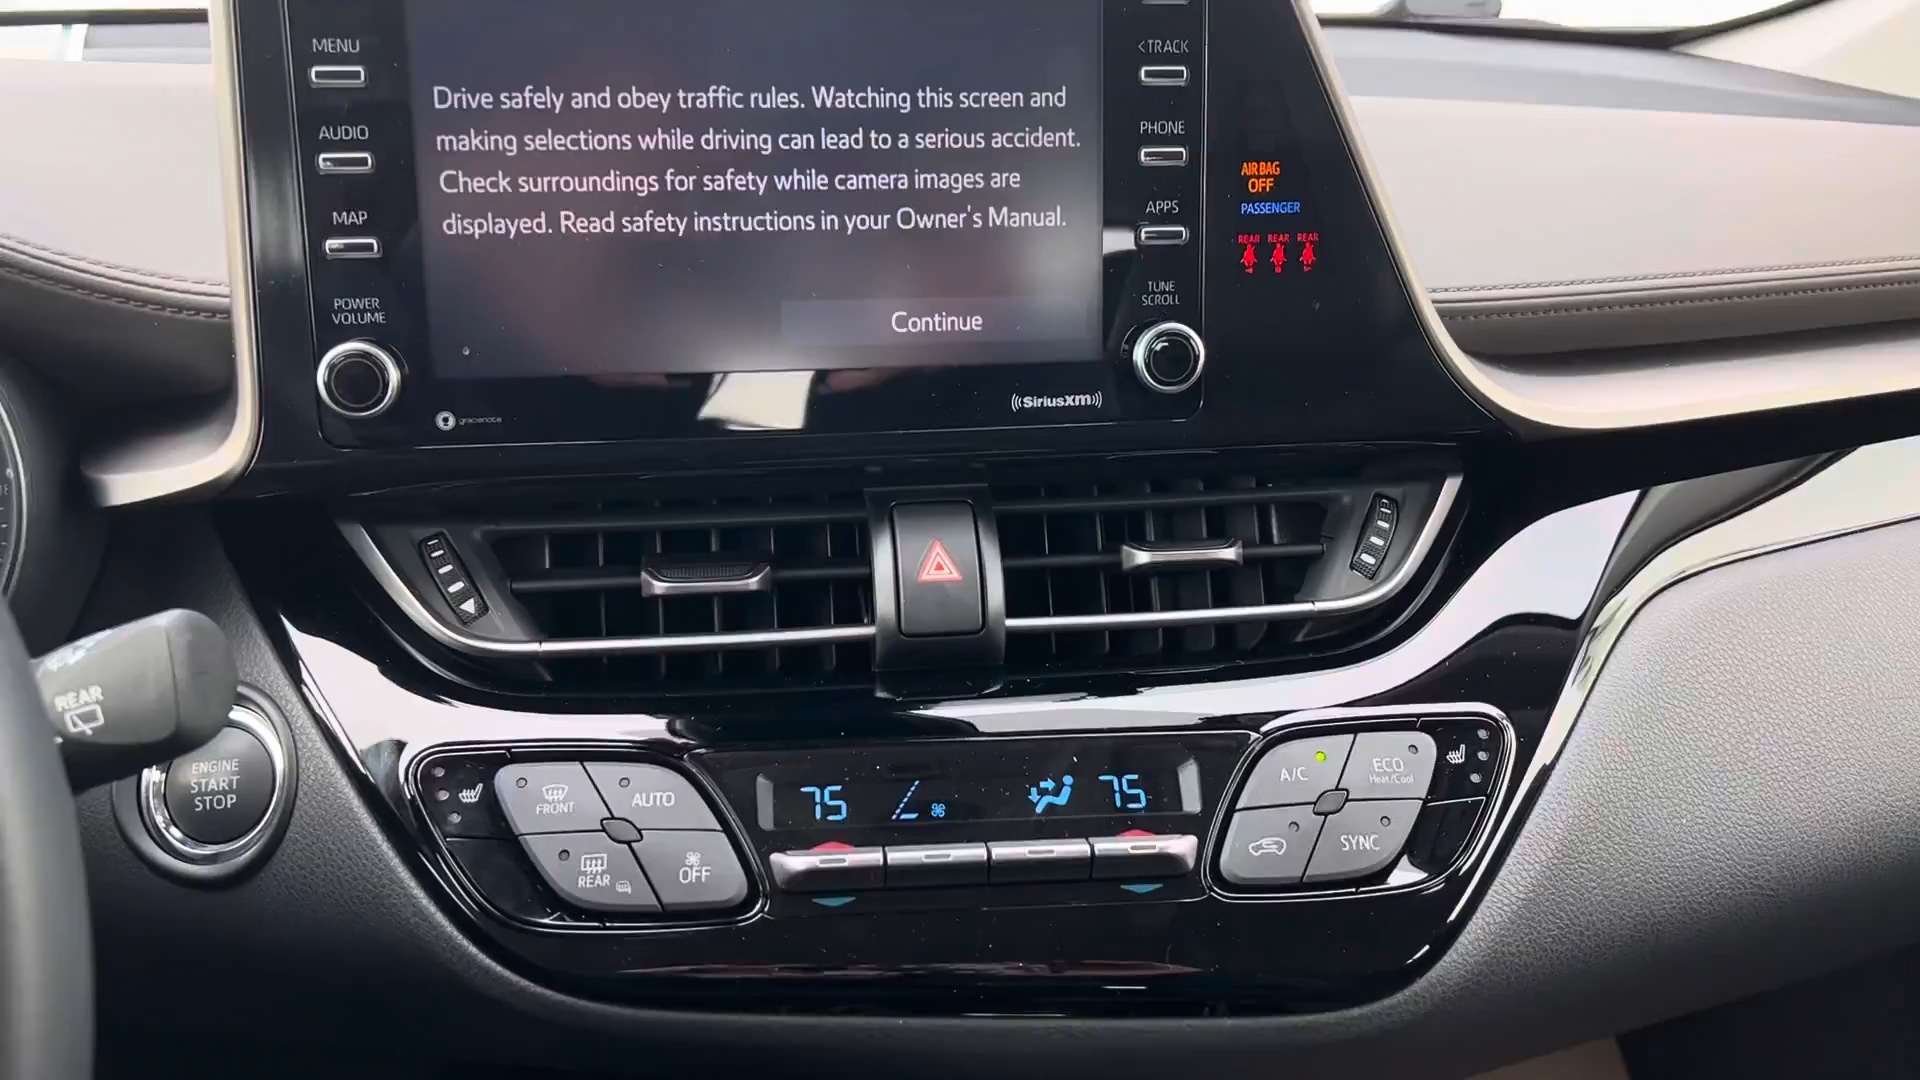 MENU
AUDIO
MAP
POWER
VOLUME
Drive safely and obey traffic rules. Watching this screen and
making selections while driving can lead to a serious accident.
Check surroundings for safety while camera images are
displayed. Read safety instructions in your Owner's Manual.
Continue
gracenote
((SiriusXM))
<TRACK
PHONE
APPS
TUNE
SCROLL
AIR BAG
OFF
PASSENGER
REAR REAR REAR
REAR
ENGINE
START
STOP
FRONT
AUTO
REAR
OFF
75
75
A/C
ECO
Heat/Cool
SYNC